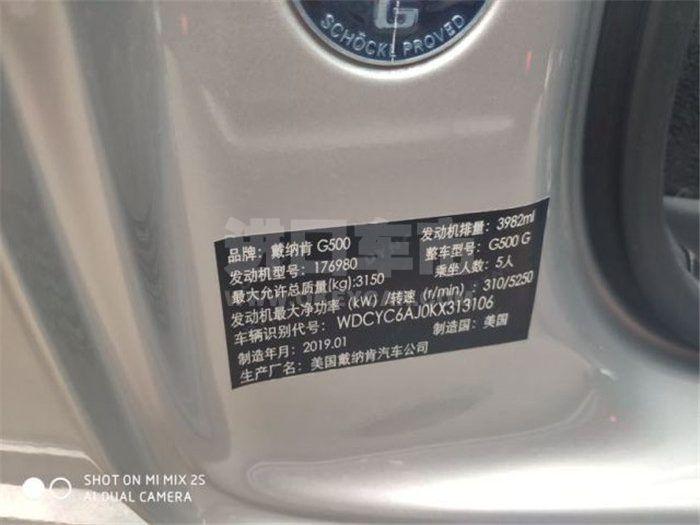 G
SCHÖCKL PROVED
品牌：戴纳肯 G500 发动机排量：3982ml
发动机型号：176980 整车型号：G500 G
最大允许总质量(kg):3150 乘坐人数：5人
发动机最大净功率（kW）/转速（r/min）: 310/5250
车辆识别代号： WDCYC6AJ0KX313106
制造年月：2019.01 制造国：美国
生产厂名： 美国戴纳肯汽车公司
SHOT ON MI MIX 2S
AI DUAL CAMERA